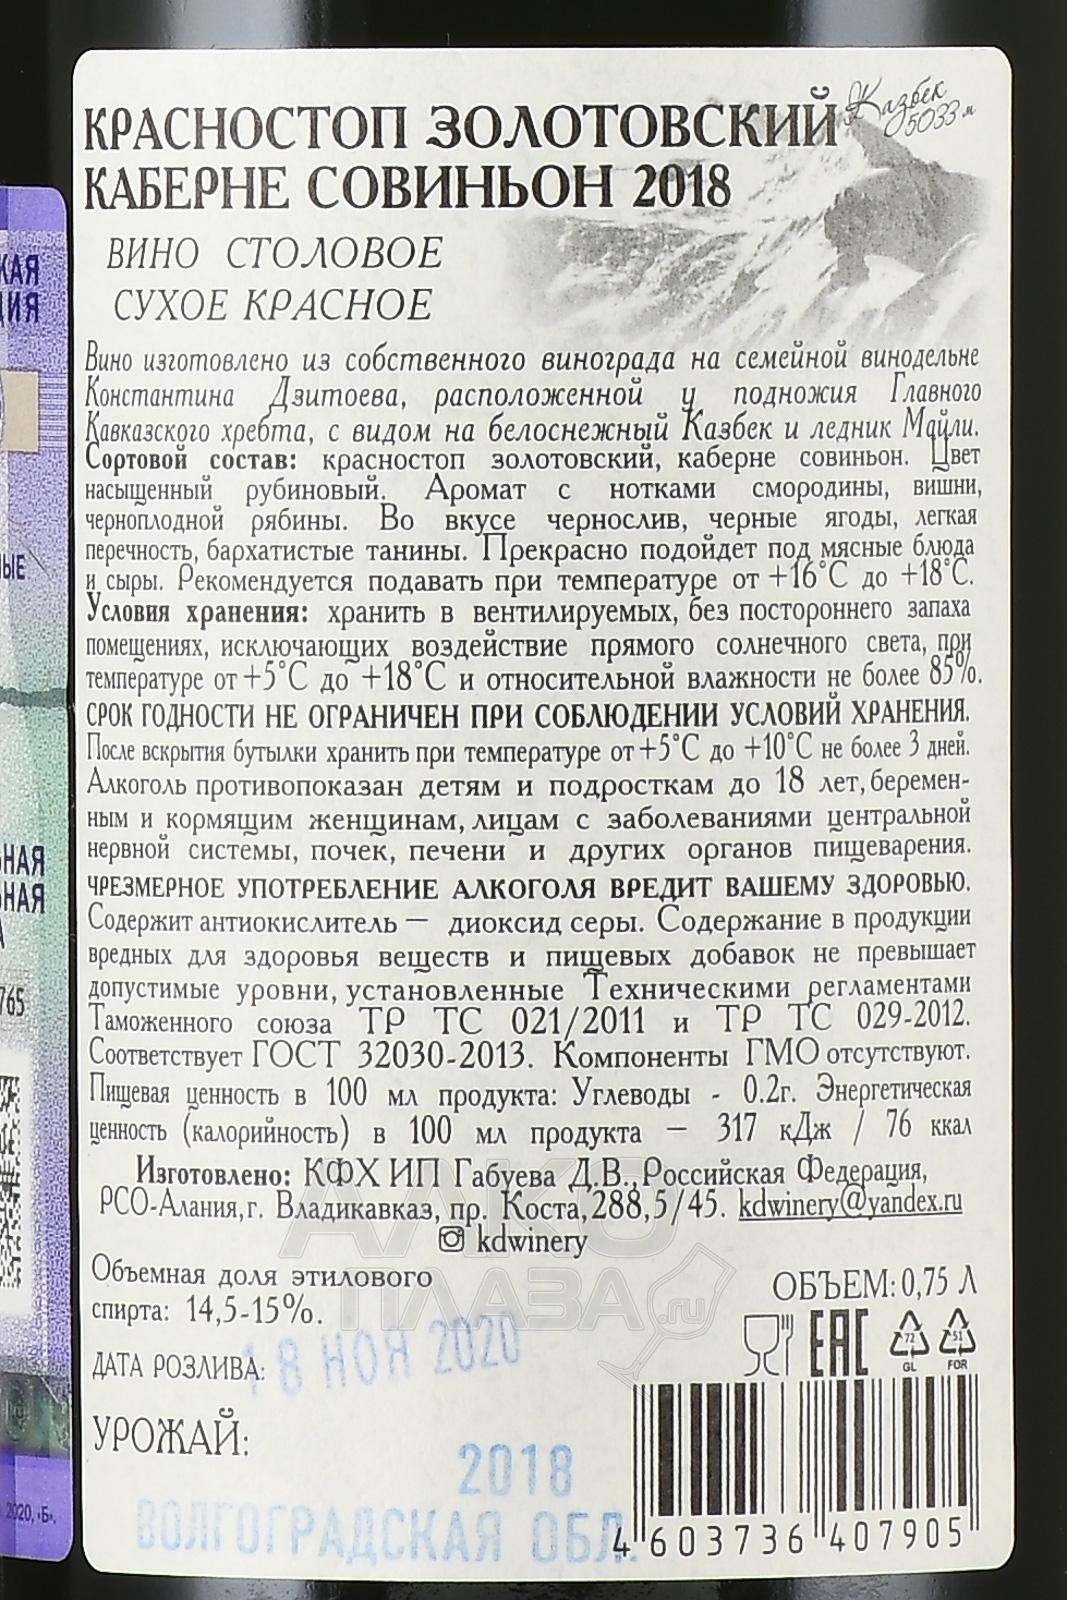 КРАСНОСТОП ЗОЛОТОВСКИЙ
Казбек
5033 м
КАБЕРНЕ СОВИНЬОН 2018
ВИНО СТОЛОВОЕ
СУХОЕ КРАСНОЕ
Вино изготовлено из собственного винограда на семейной винодельне
Константина Дзитоева, расположенной у подножия Главного
Кавказского хребта, с видом на белоснежный Казбек и ледник Майли.
Сортовой состав: красностоп золотовский, каберне совиньон. Цвет
насыщенный рубиновый. Аромат с нотками смородины, вишни,
черноплодной рябины. Во вкусе чернослив, черные ягоды, легкая
перечность, бархатистые танины. Прекрасно подойдет под мясные блюда
и сыры. Рекомендуется подавать при температуре от +16°С до +18°С.
Условия хранения: хранить в вентилируемых, без постороннего запаха
помещениях, исключающих воздействие прямого солнечного света, при
температуре от +5°С до +18°С и относительной влажности не более 85%.
СРОК ГОДНОСТИ НЕ ОГРАНИЧЕН ПРИ СОБЛЮДЕНИИ УСЛОВИЙ ХРАНЕНИЯ.
После вскрытия бутылки хранить при температуре от +5°С до +10°С не более 3 дней.
Алкоголь противопоказан детям и подросткам до 18 лет, беремен-
ным и кормящим женщинам, лицам с заболеваниями центральной
нервной системы, почек, печени и других органов пищеварения.
ЧРЕЗМЕРНОЕ УПОТРЕБЛЕНИЕ АЛКОГОЛЯ ВРЕДИТ ВАШЕМУ ЗДОРОВЬЮ.
Содержит антиокислитель — диоксид серы. Содержание в продукции
вредных для здоровья веществ и пищевых добавок не превышает
допустимые уровни, установленные Техническими регламентами
Таможенного союза ТР ТС 021/2011 и ТР ТС 029-2012.
Соответствует ГОСТ 32030-2013. Компоненты ГМО отсутствуют.
Пищевая ценность в 100 мл продукта: Углеводы - 0.2г. Энергетическая
ценность (калорийность) в 100 мл продукта — 317 кДж / 76 ккал
Изготовлено: КФХ ИП Габуева Д.В., Российская Федерация,
РСО-Алания, г. Владикавказ, пр. Коста, 288, 5/45. kdwinery@yandex.ru
kdwinery
АЛКО
ПЛАЗА.ru
Объемная доля этилового
спирта: 14,5-15%.
ОБЪЕМ: 0,75 Л
EAC
72
GL
51
FOR
ДАТА РОЗЛИВА:
18 НОЯ 2020
УРОЖАЙ:
2018
ВОЛГОГРАДСКАЯ ОБЛ.
4 603736 407905
765
2020, «Б».